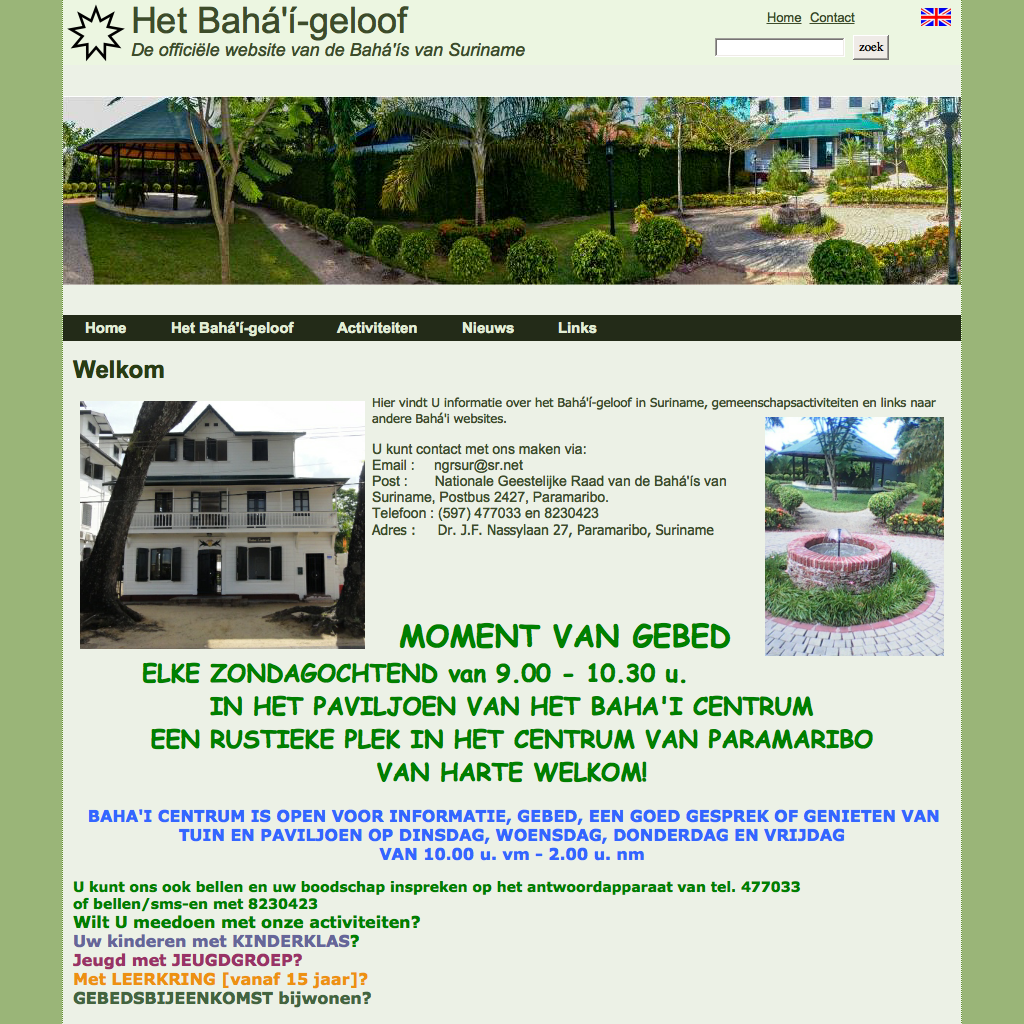 Het Bahá'í-geloof
De officiële website van de Bahá'ís van Suriname
Home Contact
zoek
Home Het Bahá'í-geloof Activiteiten Nieuws Links
Welkom
Hier vindt U informatie over het Bahá'í-geloof in Suriname, gemeenschapsactiviteiten en links naar
andere Bahá'i websites.
U kunt contact met ons maken via:
Email : ngrsur@sr.net
Post : Nationale Geestelijke Raad van de Bahá'ís van
Suriname, Postbus 2427, Paramaribo.
Telefoon : (597) 477033 en 8230423
Adres : Dr. J.F. Nassylaan 27, Paramaribo, Suriname
MOMENT VAN GEBED
ELKE ZONDAGOCHTEND van 9.00 - 10.30 u.
IN HET PAVILJOEN VAN HET BAHA'I CENTRUM
EEN RUSTIEKE PLEK IN HET CENTRUM VAN PARAMARIBO
VAN HARTE WELKOM!
BAHA'I CENTRUM IS OPEN VOOR INFORMATIE, GEBED, EEN GOED GESPREK OF GENIETEN VAN
TUIN EN PAVILJOEN OP DINSDAG, WOENSDAG, DONDERDAG EN VRIJDAG
VAN 10.00 u. vm - 2.00 u. nm
U kunt ons ook bellen en uw boodschap inspreken op het antwoordapparaat van tel. 477033
of bellen/sms-en met 8230423
Wilt U meedoen met onze activiteiten?
Uw kinderen met KINDERKLAS?
Jeugd met JEUGDGROEP?
Met LEERKRING [vanaf 15 jaar]?
GEBEDSBIJEENKOMST bijwonen?